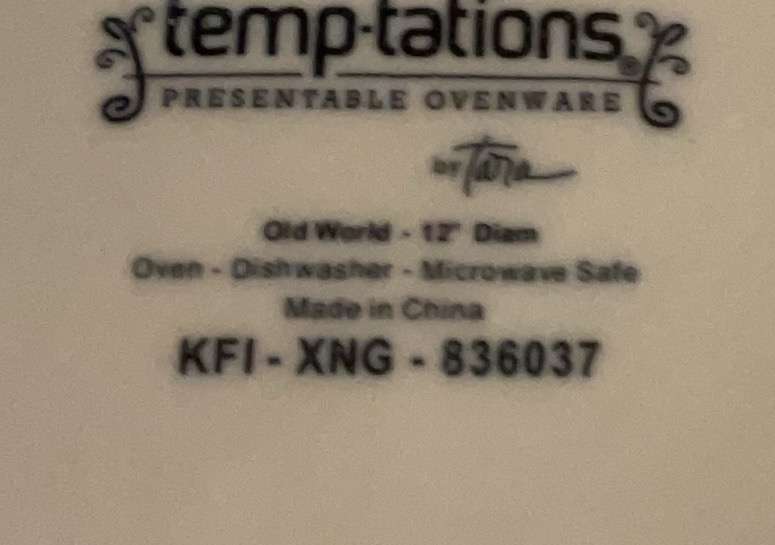 temp-tations®
PRESENTABLE OVENWARE
BY Tara
Old World - 12" Diam
Oven - Dishwasher - Microwave Safe
Made in China
KFI - XNG - 836037